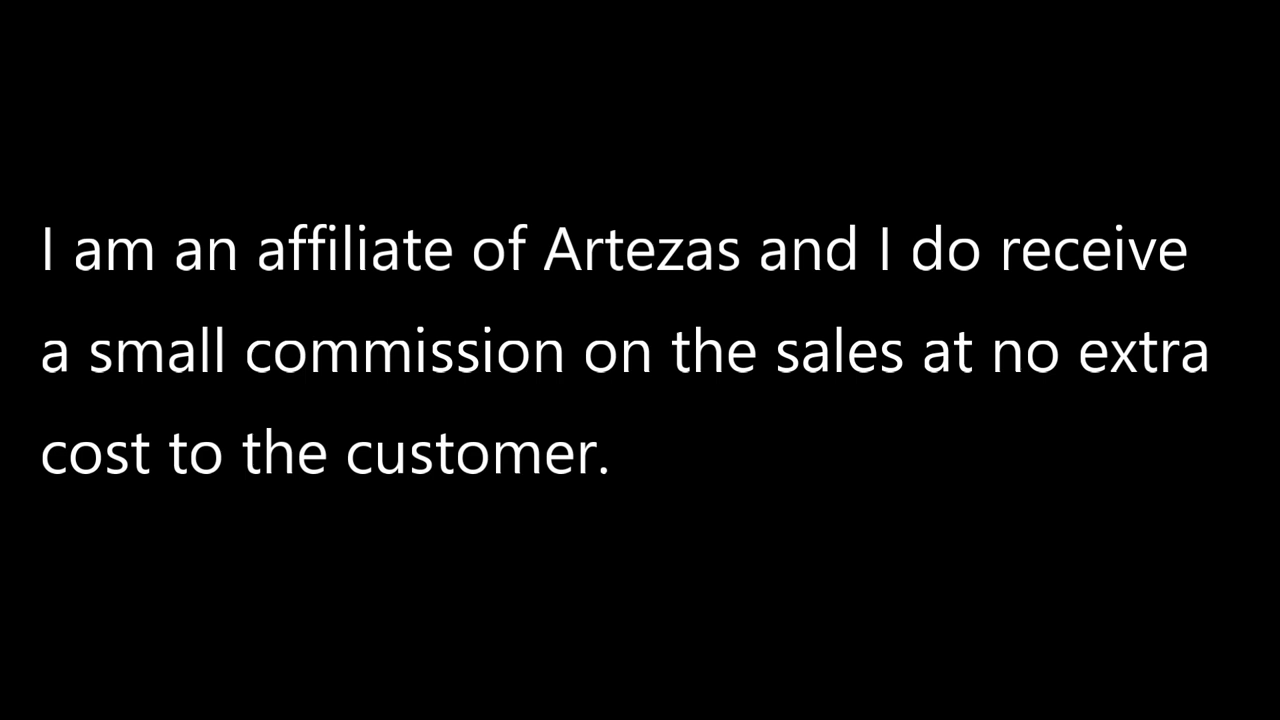 I am an affiliate of Artezas and I do receive
a small commission on the sales at no extra
cost to the customer.